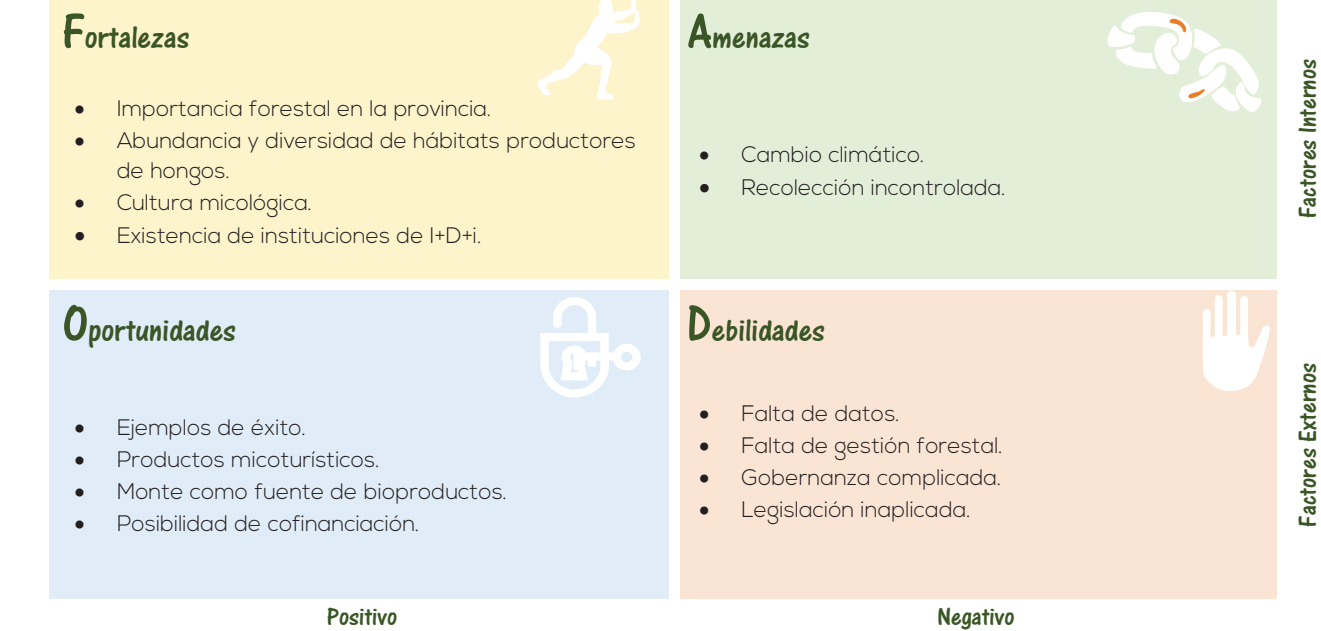 Fortalezas
• Importancia forestal en la provincia.
• Abundancia y diversidad de hábitats productores
de hongos.
• Cultura micológica.
• Existencia de instituciones de I+D+i.
Amenazas
• Cambio climático.
• Recolección incontrolada.
Factores Internos
Oportunidades
• Ejemplos de éxito.
• Productos micoturísticos.
• Monte como fuente de bioproductos.
• Posibilidad de cofinanciación.
Debilidades
• Falta de datos.
• Falta de gestión forestal.
• Gobernanza complicada.
• Legislación inaplicada.
Factores Externos
Positivo
Negativo